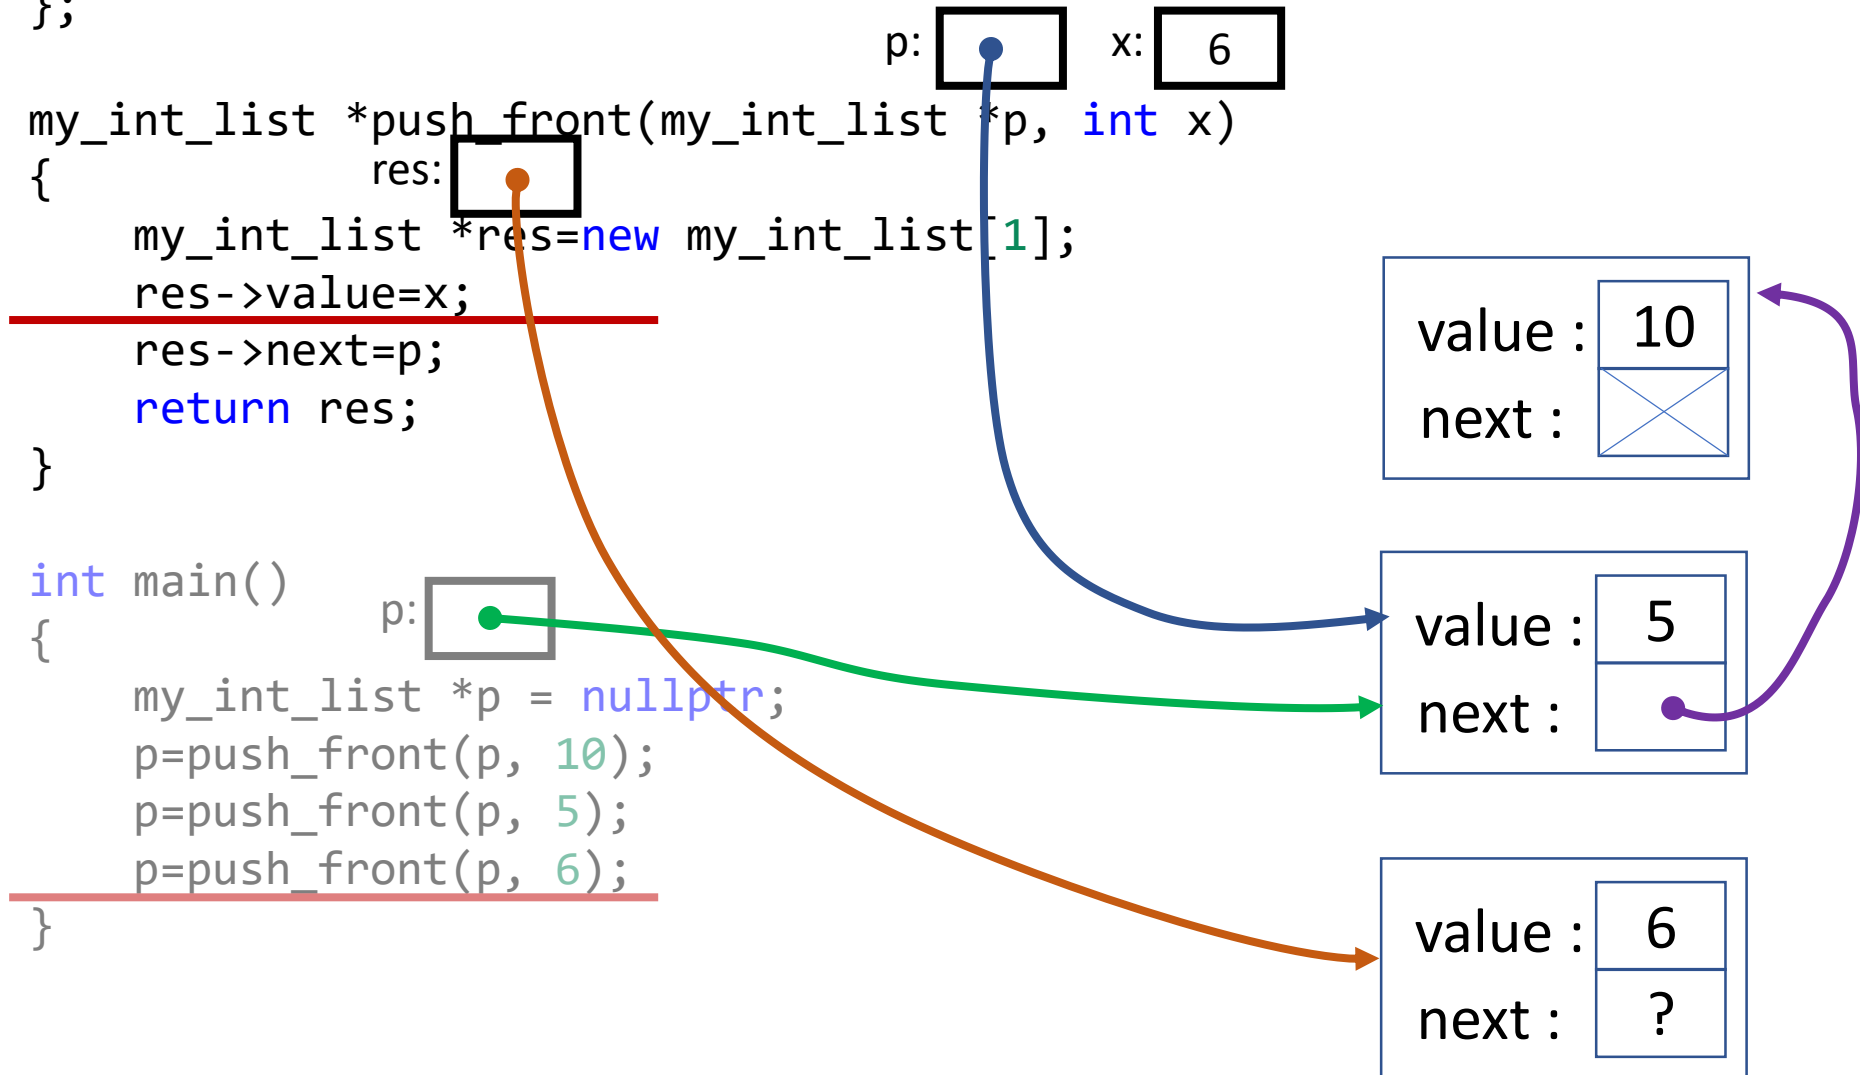 };
p: x: 6
my_int_list *push_front(my_int_list *p, int x)
{
res:
    my_int_list *res=new my_int_list[1];
    res->value=x;
    res->next=p;
    return res;
}
int main()
{
p:
    my_int_list *p = nullptr;
    p=push_front(p, 10);
    p=push_front(p, 5);
    p=push_front(p, 6);
}
value : 10
next :
value : 5
next :
value : 6
next : ?